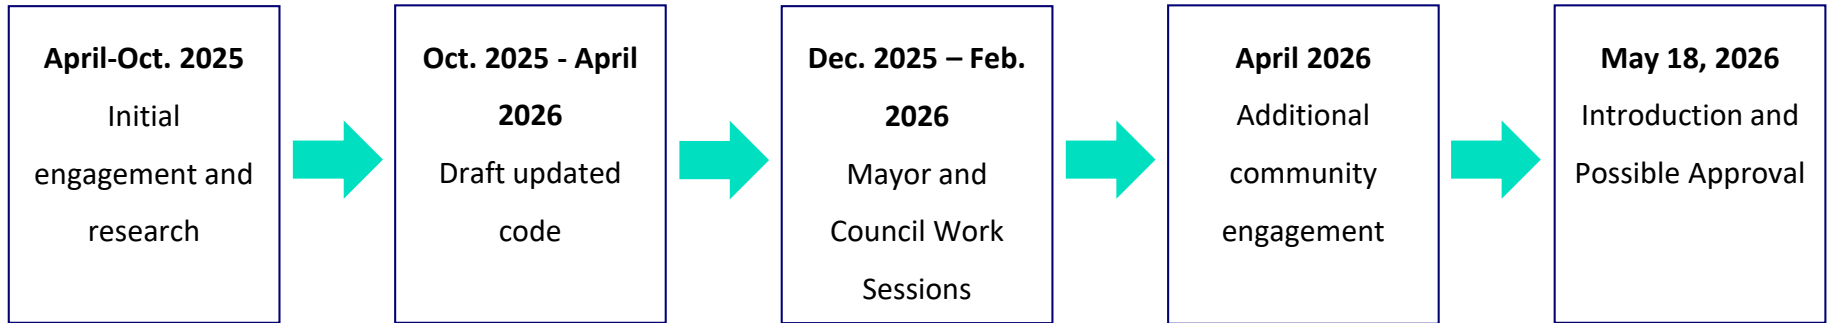 April-Oct. 2025
Initial
engagement and
research
Oct. 2025 - April
2026
Draft updated
code
Dec. 2025 – Feb.
2026
Mayor and
Council Work
Sessions
April 2026
Additional
community
engagement
May 18, 2026
Introduction and
Possible Approval